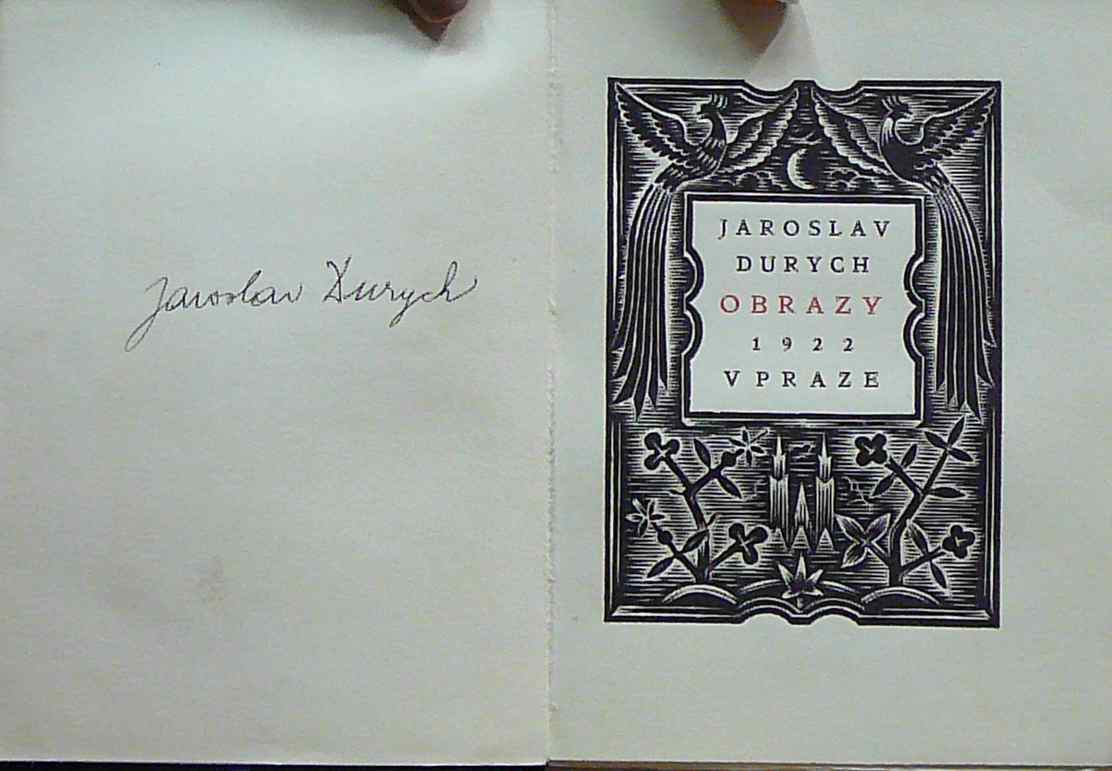 Jaroslav Durych
JAROSLAV
DURYCH
OBRAZY
1922
V PRAZE